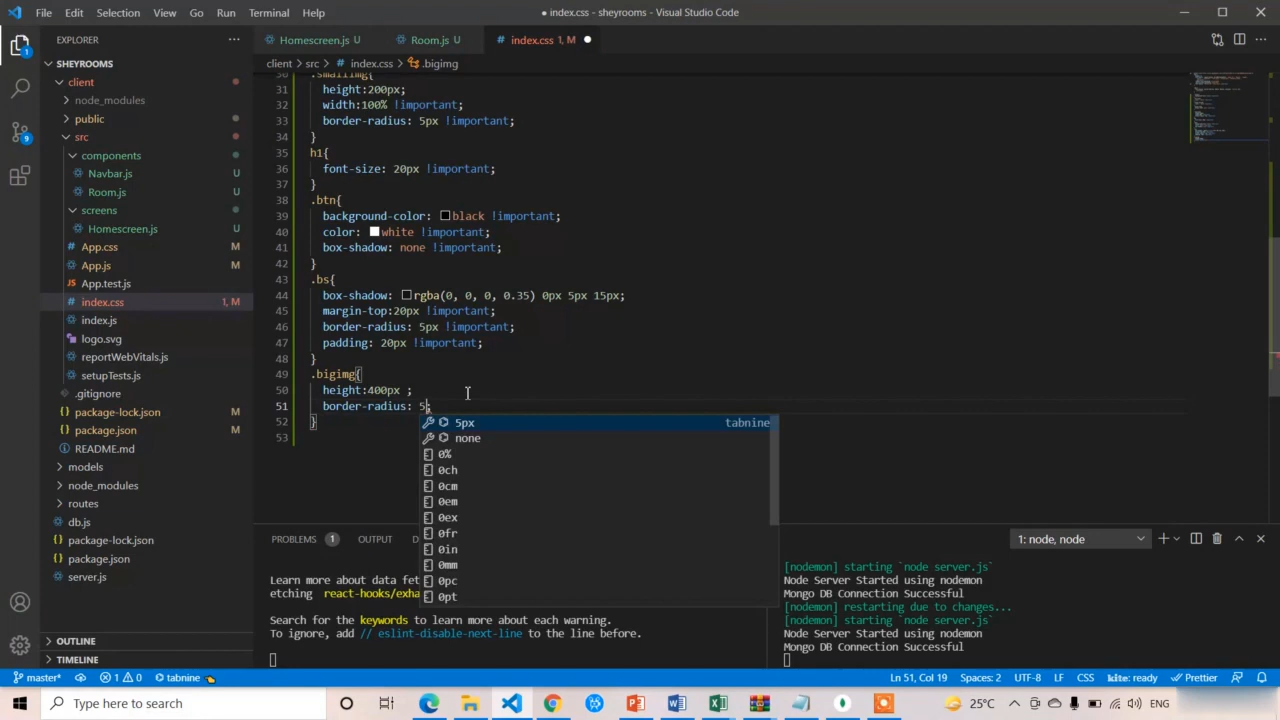 File Edit Selection View Go Run Terminal Help
● index.css - sheyrooms - Visual Studio Code
EXPLORER
Homescreen.js U
Room.js U
index.css 1, M
SHEYROOMS
client > src > index.css > .bigimg
client
node_modules
public
src
components
Navbar.js U
Room.js U
screens
Homescreen.js U
App.css M
App.js M
App.test.js
index.css 1, M
index.js
logo.svg
reportWebVitals.js
setupTests.js
.gitignore
package-lock.json M
package.json M
README.md
models
node_modules
routes
db.js
package-lock.json
package.json
server.js
OUTLINE
TIMELINE
30 .smallimg{
31 height:200px;
32 width:100% !important;
33 border-radius: 5px !important;
34 }
35 h1{
36 font-size: 20px !important;
37 }
38 .btn{
39 background-color: black !important;
40 color: white !important;
41 box-shadow: none !important;
42 }
43 .bs{
44 box-shadow: rgba(0, 0, 0, 0.35) 0px 5px 15px;
45 margin-top:20px !important;
46 border-radius: 5px !important;
47 padding: 20px !important;
48 }
49 .bigimg{
50 height:400px ;
51 border-radius: 5;
52 }
53
5px tabnine
none
0%
0ch
0cm
0em
0ex
0fr
0in
0mm
0pc
0pt
PROBLEMS 1 OUTPUT D
1: node, node
Learn more about data fet
etching react-hooks/exha
Search for the keywords to learn more about each warning.
To ignore, add // eslint-disable-next-line to the line before.
[nodemon] starting `node server.js`
Node Server Started using nodemon
Mongo DB Connection Successful
[nodemon] restarting due to changes...
[nodemon] starting `node server.js`
Node Server Started using nodemon
Mongo DB Connection Successful
master* 1 0 tabnine
Ln 51, Col 19 Spaces: 2 UTF-8 LF CSS kite: ready Prettier
Type here to search
25°C ENG